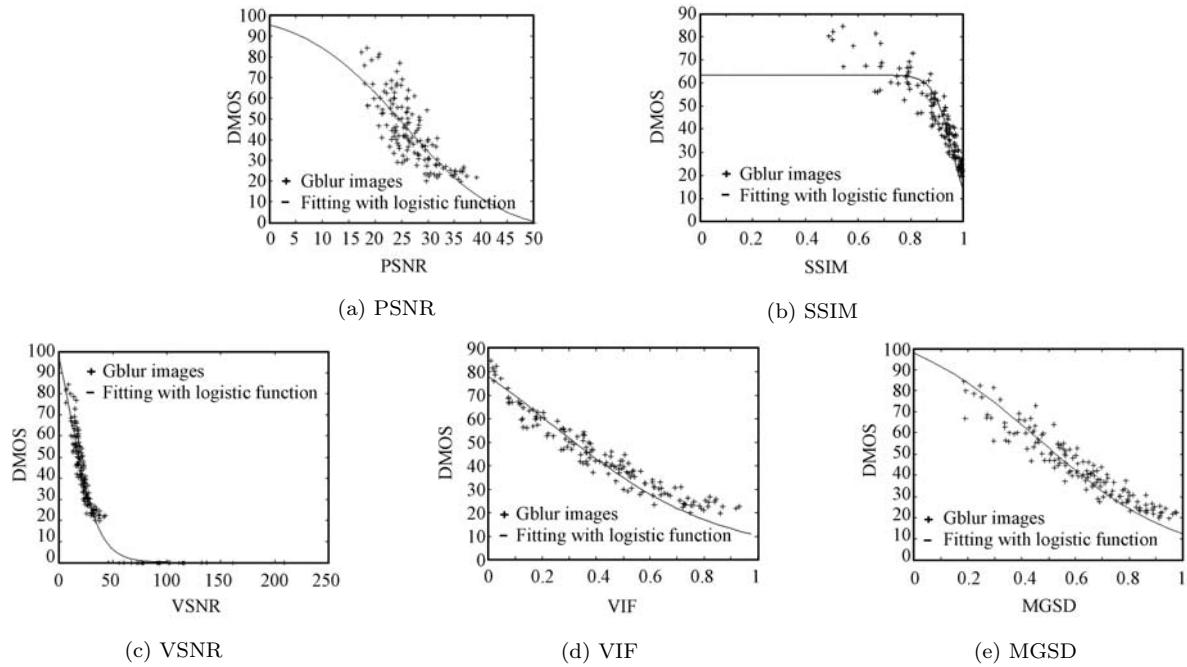 100
90
80
70
60
50
40
30
20
10
0
DMOS
+ Gblur images
– Fitting with logistic function
0 5 10 15 20 25 30 35 40 45 50
PSNR
(a) PSNR
90
80
70
60
50
40
30
20
10
0
DMOS
+ Gblur images
– Fitting with logistic function
0 0.2 0.4 0.6 0.8 1
SSIM
(b) SSIM
100
90
80
70
60
50
40
30
20
10
0
DMOS
+ Gblur images
– Fitting with logistic function
0 50 100 150 200 250
VSNR
(c) VSNR
90
80
70
60
50
40
30
20
10
0
DMOS
+ Gblur images
– Fitting with logistic function
0 0.2 0.4 0.6 0.8 1
VIF
(d) VIF
100
90
80
70
60
50
40
30
20
10
0
DMOS
+ Gblur images
– Fitting with logistic function
0 0.2 0.4 0.6 0.8 1
MGSD
(e) MGSD